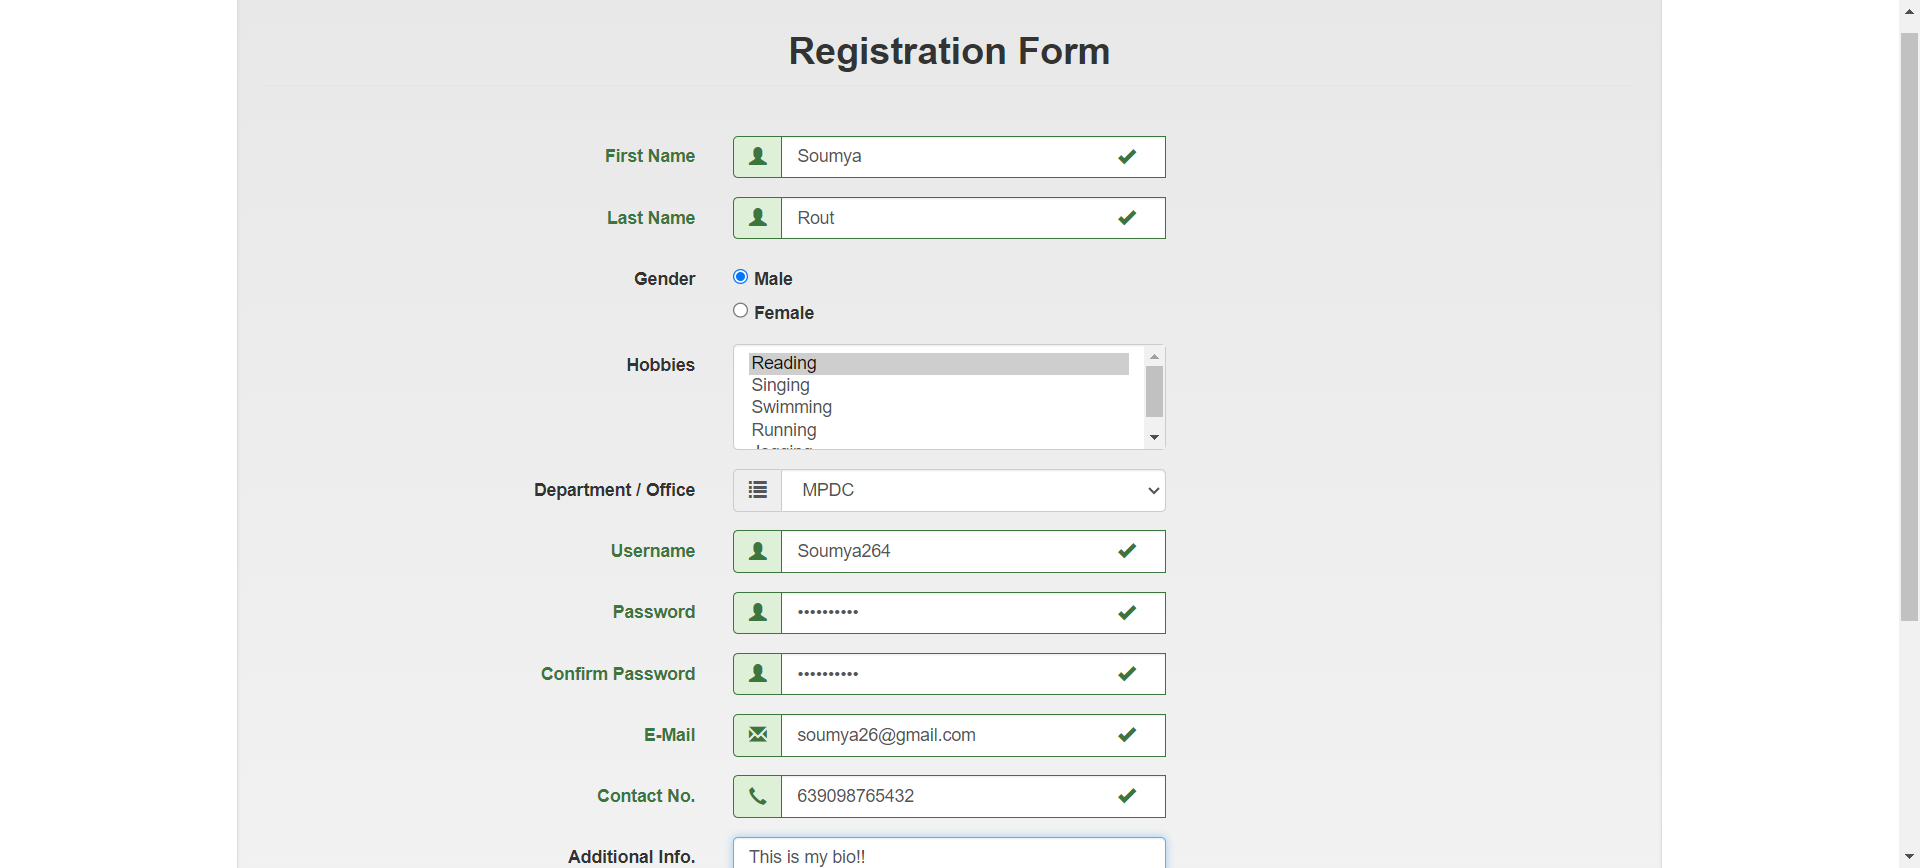 Registration Form
First Name
Soumya
Last Name
Rout
Gender
Male
Female
Hobbies
Reading
Singing
Swimming
Running
Department / Office
MPDC
Username
Soumya264
Password
••••••••••
Confirm Password
••••••••••
E-Mail
soumya26@gmail.com
Contact No.
639098765432
Additional Info.
This is my bio!!